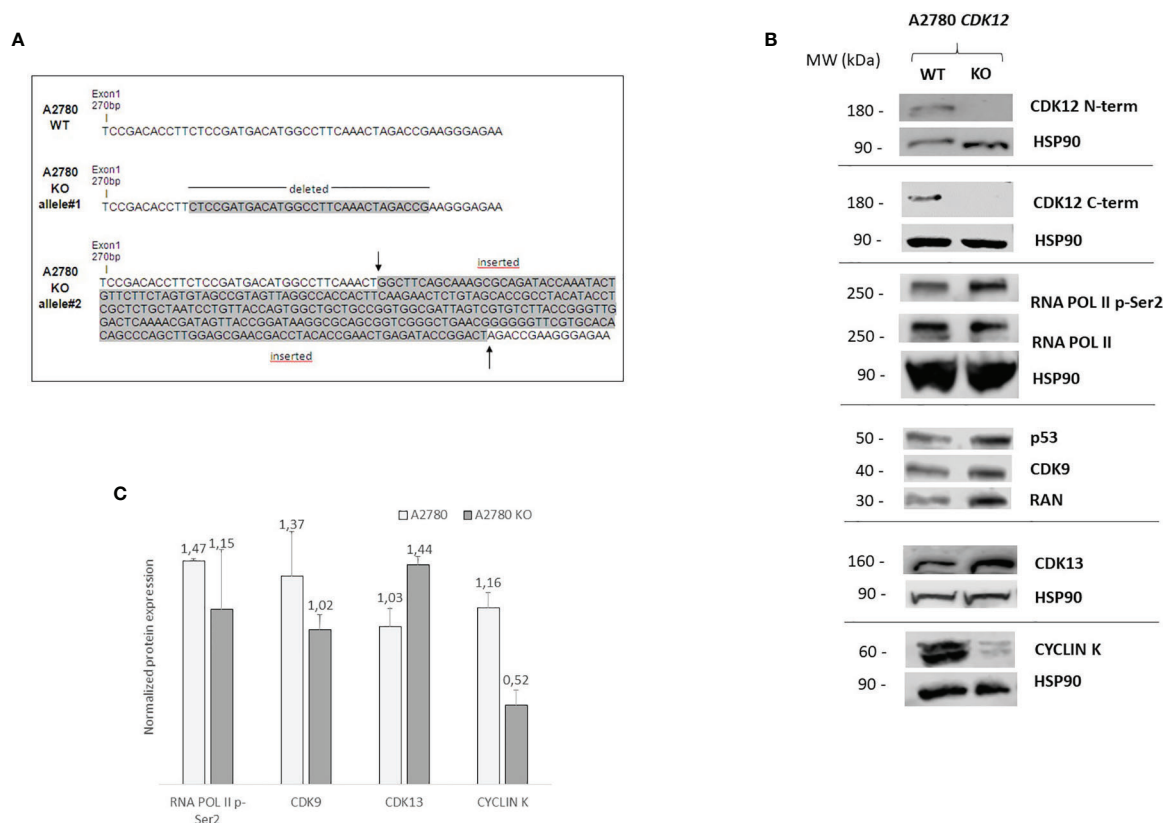 A
A2780
WT
Exon1
270bp
TCCGACACCTTCTCCGATGACATGGCCTTCAAACTAGACCGAAGGGAGAA
A2780
KO
allele#1
Exon1
270bp
deleted
TCCGACACCTTCTCCGATGACATGGCCTTCAAACTAGACCGAAGGGAGAA
A2780
KO
allele#2
Exon1
270bp
inserted
TCCGACACCTTCTCCGATGACATGGCCTTCAAACTGGCTTCAGCAAAGCGCAGATACCAAATACT
GTTCTTCTAGTGTAGCCGTAGTTAGGCCACCACTTCAAGAACTCTGTAGCACCGCCTACATACCT
CGCTCTGCTAATCCTGTTACCAGTGGCTGCTGCCGGTGGCGATTAGTCGTGTCTTACCGGGTTG
GACTCAAAACGATAGTTACCGGATAAGGCGCAGCGGTCGGGCTGAACGGGGGGTTCGTGCACA
CAGCCCAGCTTGGAGCGAACGACCTACACCGAACTGAGATACCGGACTAGACCGAAGGGAGAA
inserted
B
A2780 CDK12
MW (kDa)
WT KO
180 - CDK12 N-term
90 - HSP90
180 - CDK12 C-term
90 - HSP90
250 - RNA POL II p-Ser2
250 - RNA POL II
90 - HSP90
50 - p53
40 - CDK9
30 - RAN
160 - CDK13
90 - HSP90
60 - CYCLIN K
90 - HSP90
C
A2780 A2780 KO
Normalized protein expression
1,47 1,15 1,37 1,02 1,03 1,44 1,16 0,52
RNA POL II p-
Ser2
CDK9 CDK13 CYCLIN K